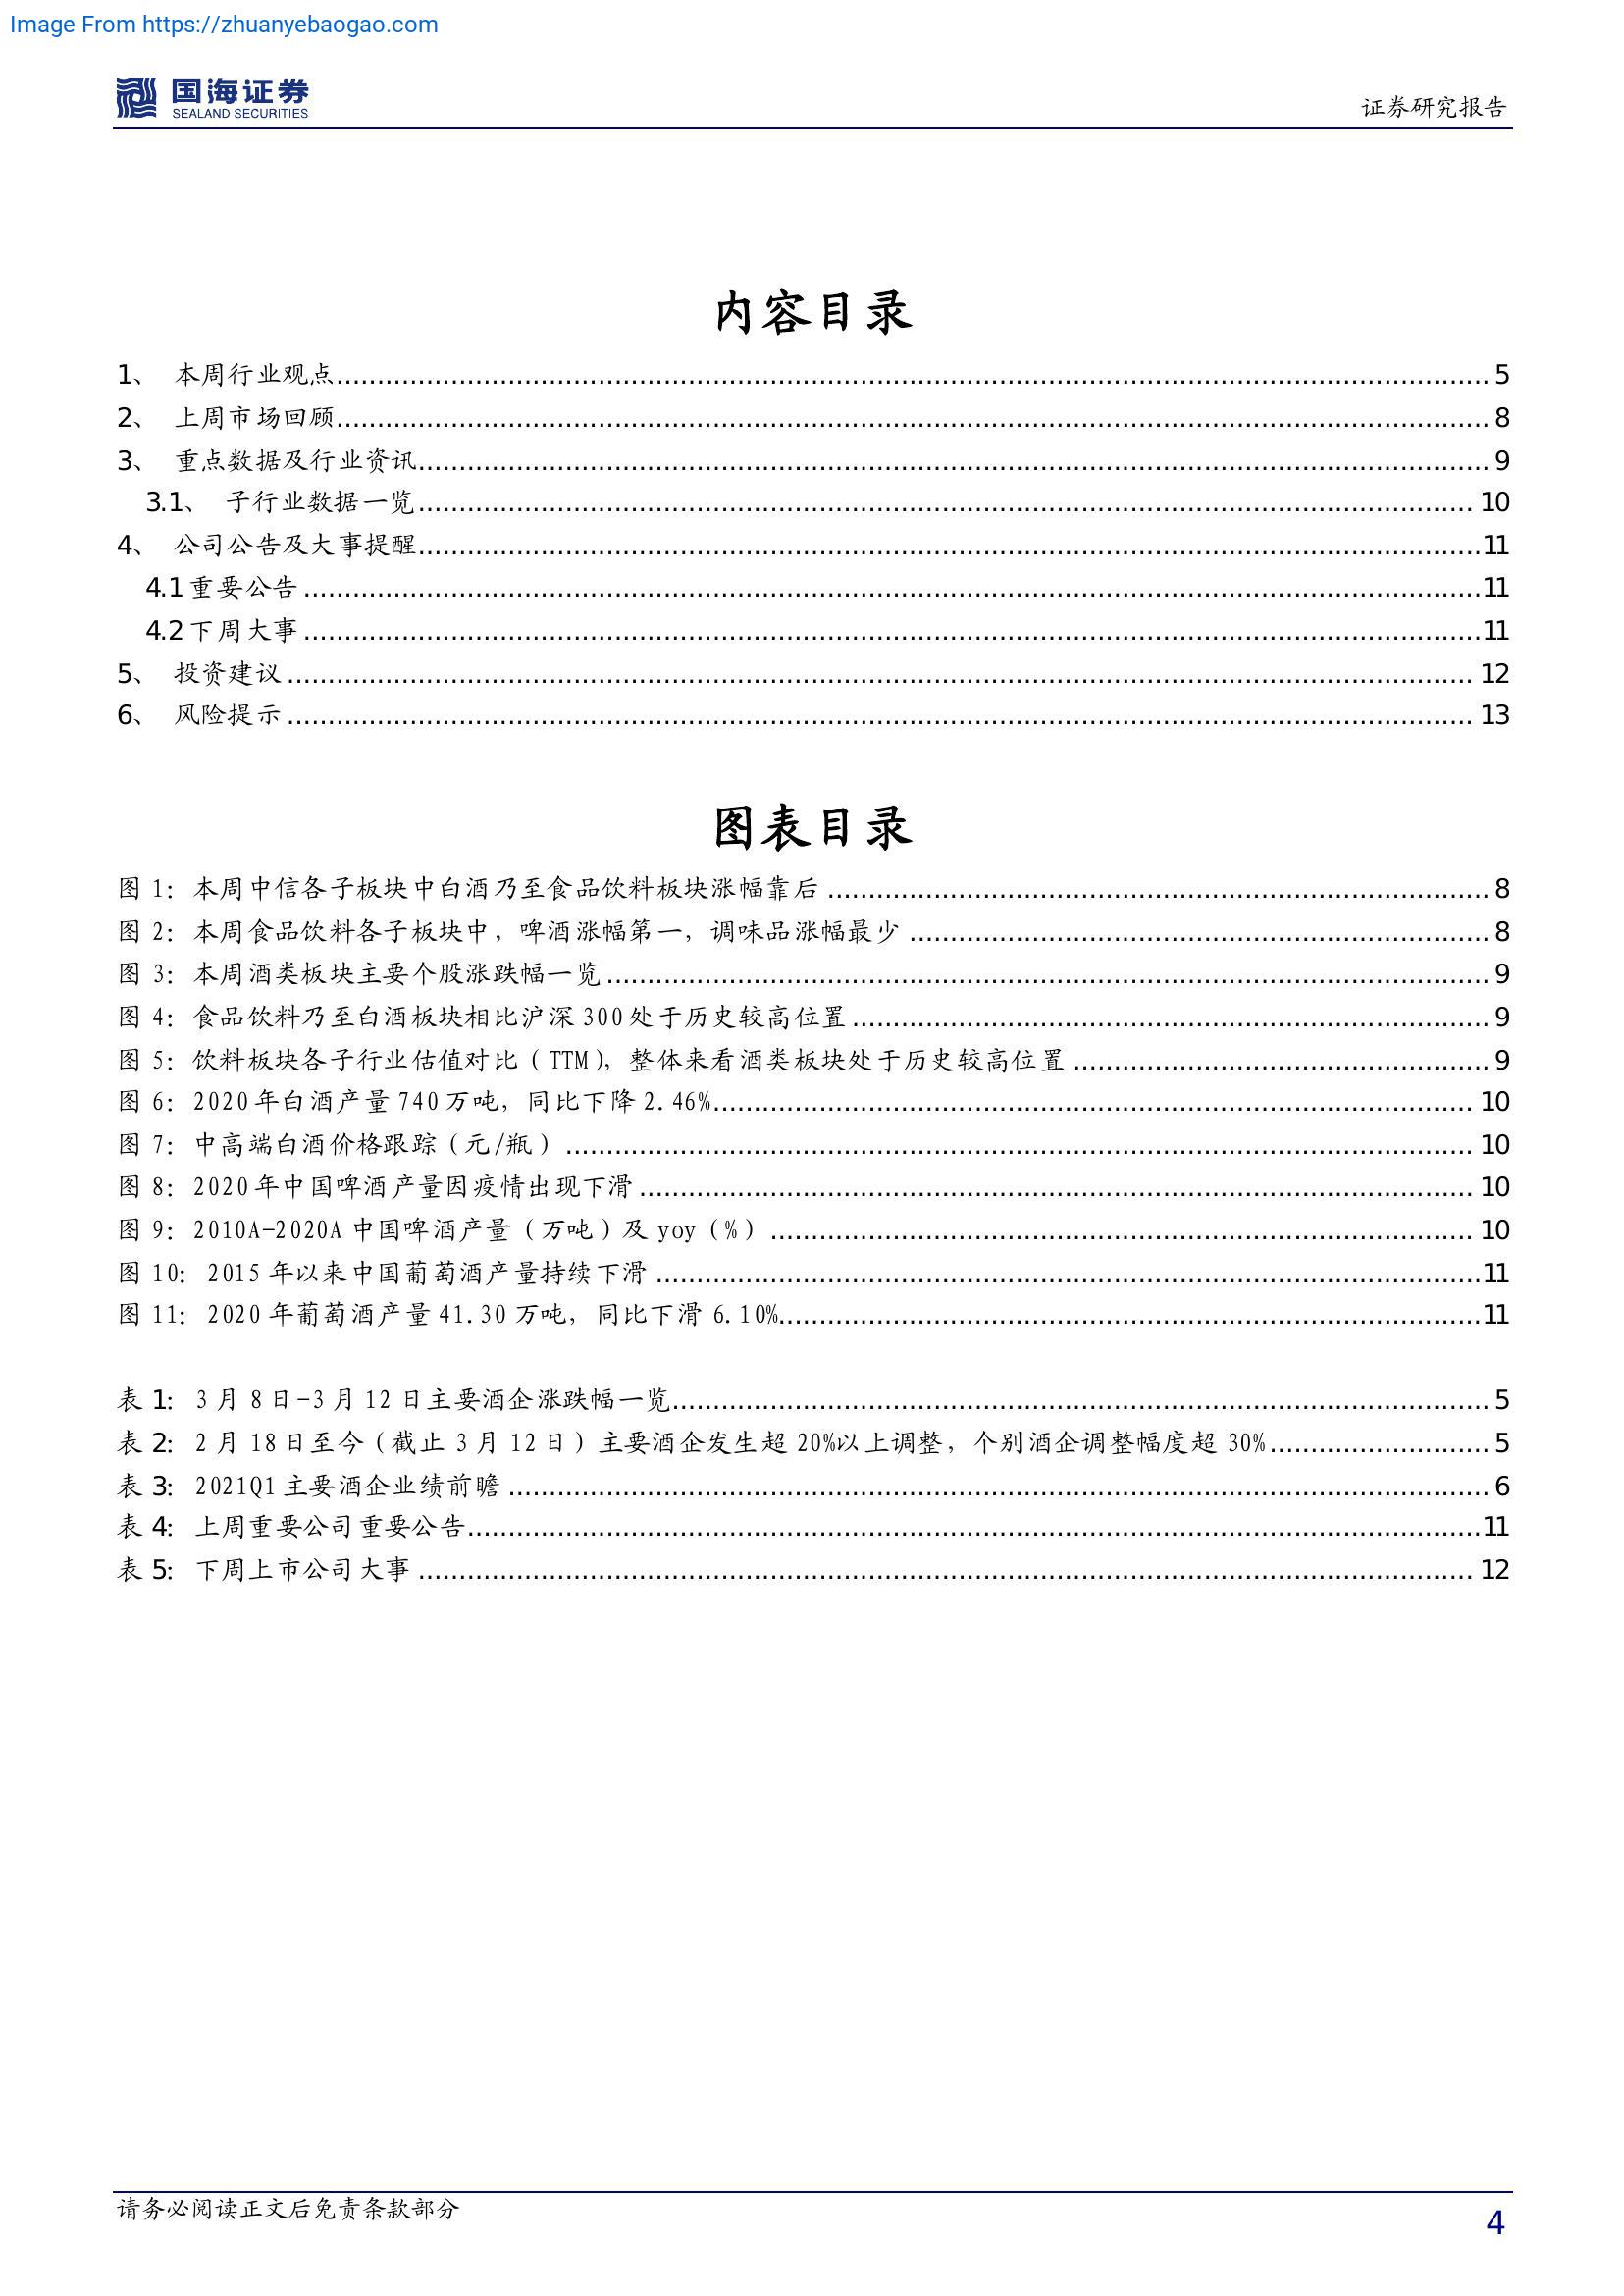 Image From https://zhuanyebaogao.com
国海证券
SEALAND SECURITIES
证券研究报告
内容目录
1、 本周行业观点 5
2、 上周市场回顾 8
3、 重点数据及行业资讯 9
3.1、 子行业数据一览 10
4、 公司公告及大事提醒 11
4.1 重要公告 11
4.2 下周大事 11
5、 投资建议 12
6、 风险提示 13
图表目录
图 1：本周中信各子板块中白酒乃至食品饮料板块涨幅靠后 8
图 2：本周食品饮料各子板块中，啤酒涨幅第一，调味品涨幅最少 8
图 3：本周酒类板块主要个股涨跌幅一览 9
图 4：食品饮料乃至白酒板块相比沪深 300 处于历史较高位置 9
图 5：饮料板块各子行业估值对比（TTM），整体来看酒类板块处于历史较高位置 9
图 6：2020 年白酒产量 740 万吨，同比下降 2.46% 10
图 7：中高端白酒价格跟踪（元/瓶） 10
图 8：2020 年中国啤酒产量因疫情出现下滑 10
图 9：2010A-2020A 中国啤酒产量（万吨）及 yoy（%） 10
图 10：2015 年以来中国葡萄酒产量持续下滑 11
图 11：2020 年葡萄酒产量 41.30 万吨，同比下滑 6.10% 11
表 1：3 月 8 日-3 月 12 日主要酒企涨跌幅一览 5
表 2：2 月 18 日至今（截止 3 月 12 日）主要酒企发生超 20%以上调整，个别酒企调整幅度超 30% 5
表 3：2021Q1 主要酒企业绩前瞻 6
表 4：上周重要公司重要公告 11
表 5：下周上市公司大事 12
请务必阅读正文后免责条款部分
4